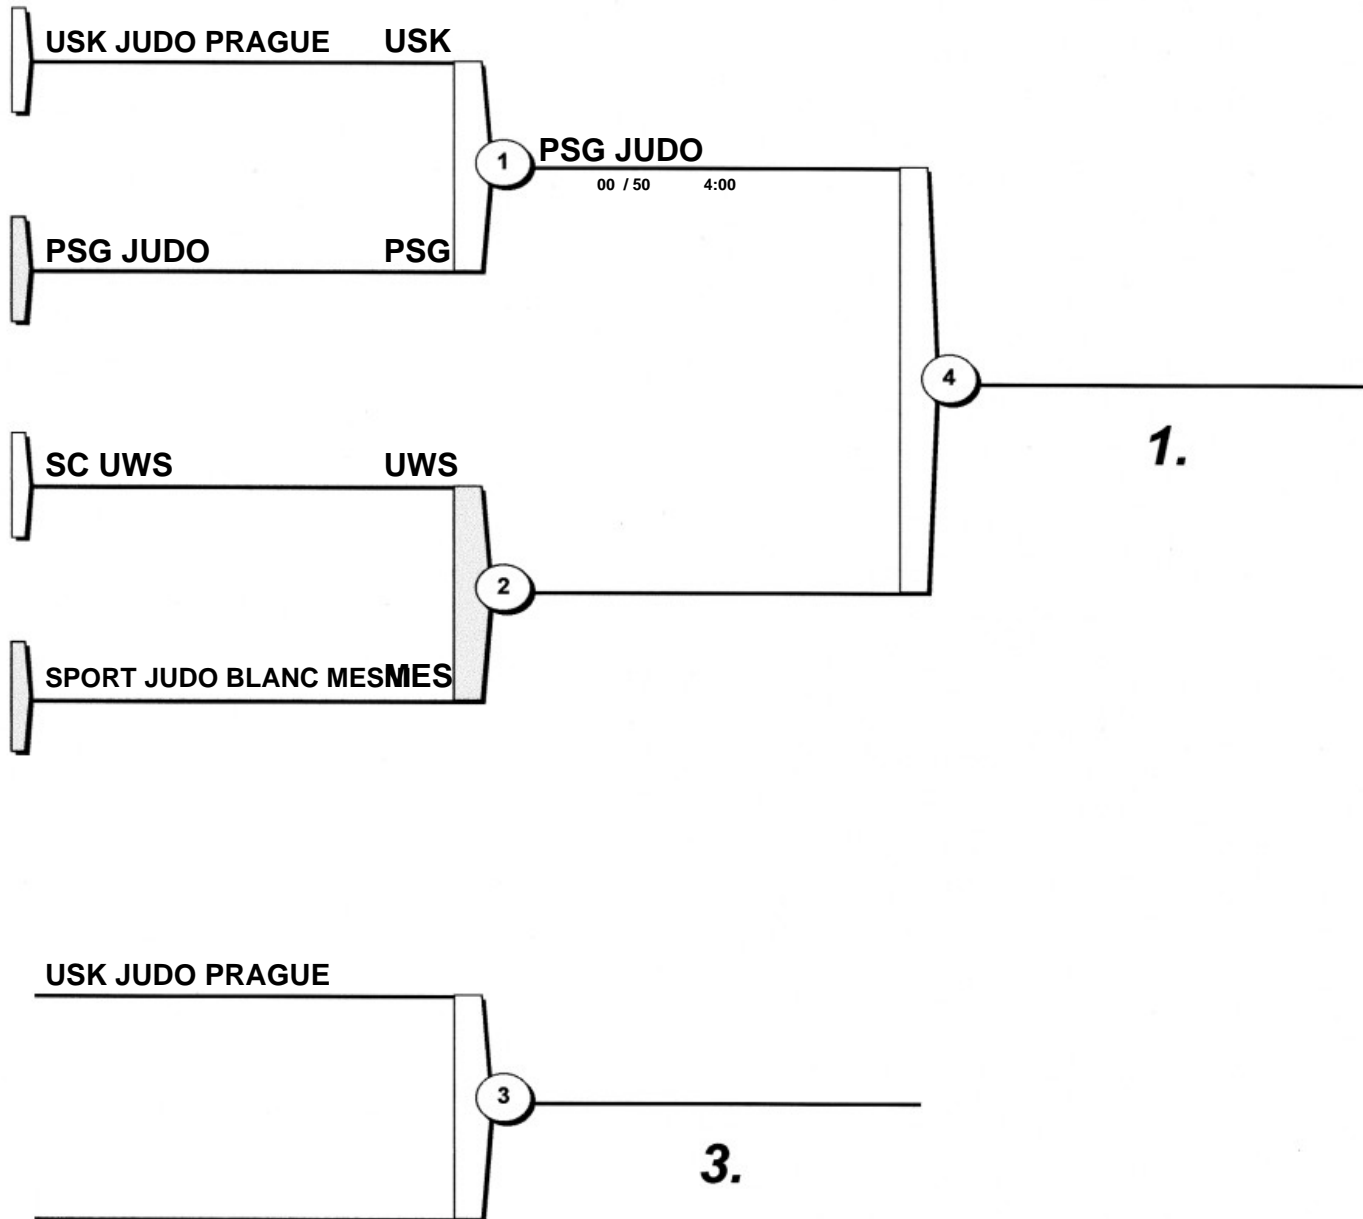 USK JUDO PRAGUE USK
1 PSG JUDO
00 / 50 4:00
PSG JUDO PSG
4
1.
SC UWS UWS
2
SPORT JUDO BLANC MES MES
USK JUDO PRAGUE
3
3.